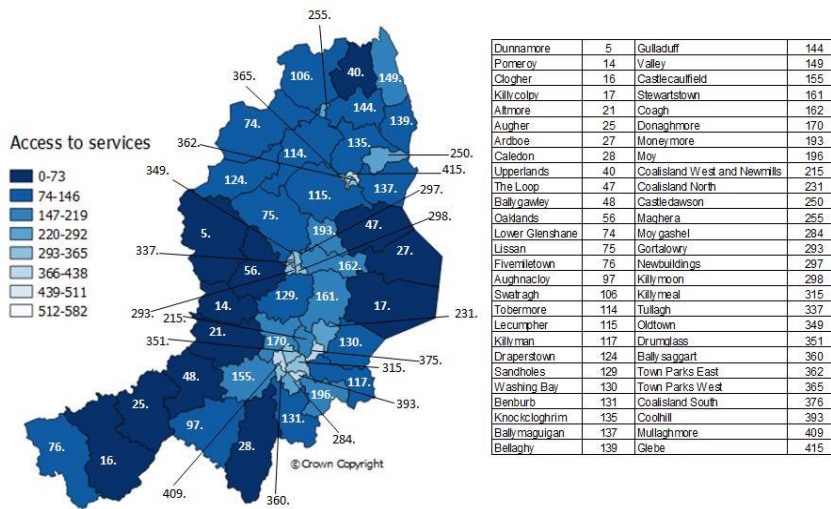 255.
365.
106.
40.
149.
144.
139.
Access to services
0-73
74-146
147-219
220-292
293-365
366-438
439-511
512-582
74.
362.
135.
114.
250.
349.
415.
124.
115.
137.
297.
75.
298.
5.
193.
47.
27.
337.
56.
162.
293.
14.
129.
161.
17.
215.
231.
21.
351.
170.
130.
375.
315.
48.
155.
117.
393.
25.
196.
97.
131.
284.
76.
16.
28.
©Crown Copyright
409.
360.
Dunnamore 5 Gulladuff 144
Pomeroy 14 Valley 149
Clogher 16 Castlecaulfield 155
Killycolpy 17 Stewartstown 161
Altmore 21 Coagh 162
Augher 25 Donaghmore 170
Ardboe 27 Moneymore 193
Caledon 28 Moy 196
Upperlands 40 Coalisland West and Newmills 215
The Loop 47 Coalisland North 231
Ballygawley 48 Castledawson 250
Oaklands 56 Maghera 255
Lower Glenshane 74 Moygashel 284
Lissan 75 Gortalowry 293
Fivemiletown 76 Newbuildings 297
Aughnacloy 97 Killymoon 298
Swatragh 106 Killymeal 315
Tobermore 114 Tullagh 337
Lecumpher 115 Oldtown 349
Killyman 117 Drumglass 351
Draperstown 124 Ballysaggart 360
Sandholes 129 Town Parks East 362
Washing Bay 130 Town Parks West 365
Benburb 131 Coalisland South 376
Knockcloghrim 135 Coolhill 393
Ballymaguigan 137 Mullaghmore 409
Bellaghy 139 Glebe 415